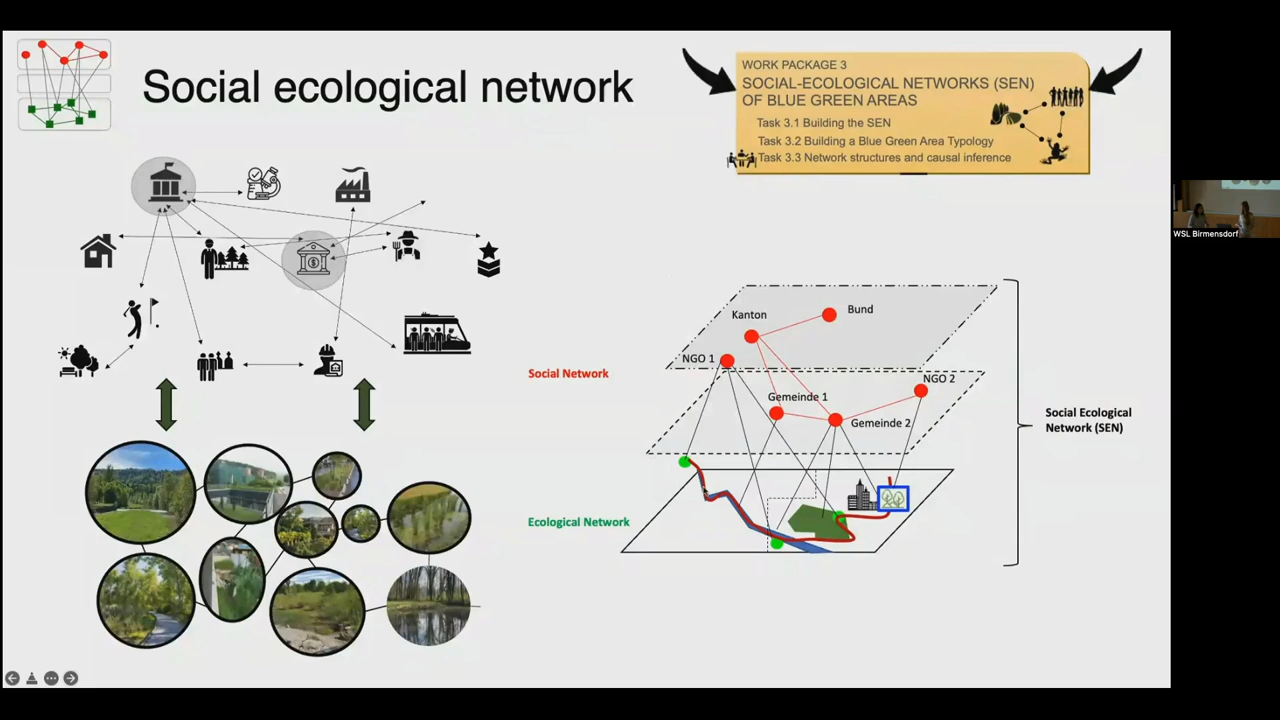 Social ecological network
WORK PACKAGE 3
SOCIAL-ECOLOGICAL NETWORKS (SEN)
OF BLUE GREEN AREAS
Task 3.1 Building the SEN
Task 3.2 Building a Blue Green Area Typology
Task 3.3 Network structures and causal inference
WSL Birmensdorf
$
Kanton
Bund
NGO 1
Social Network
NGO 2
Gemeinde 1
Gemeinde 2
Social Ecological
Network (SEN)
Ecological Network